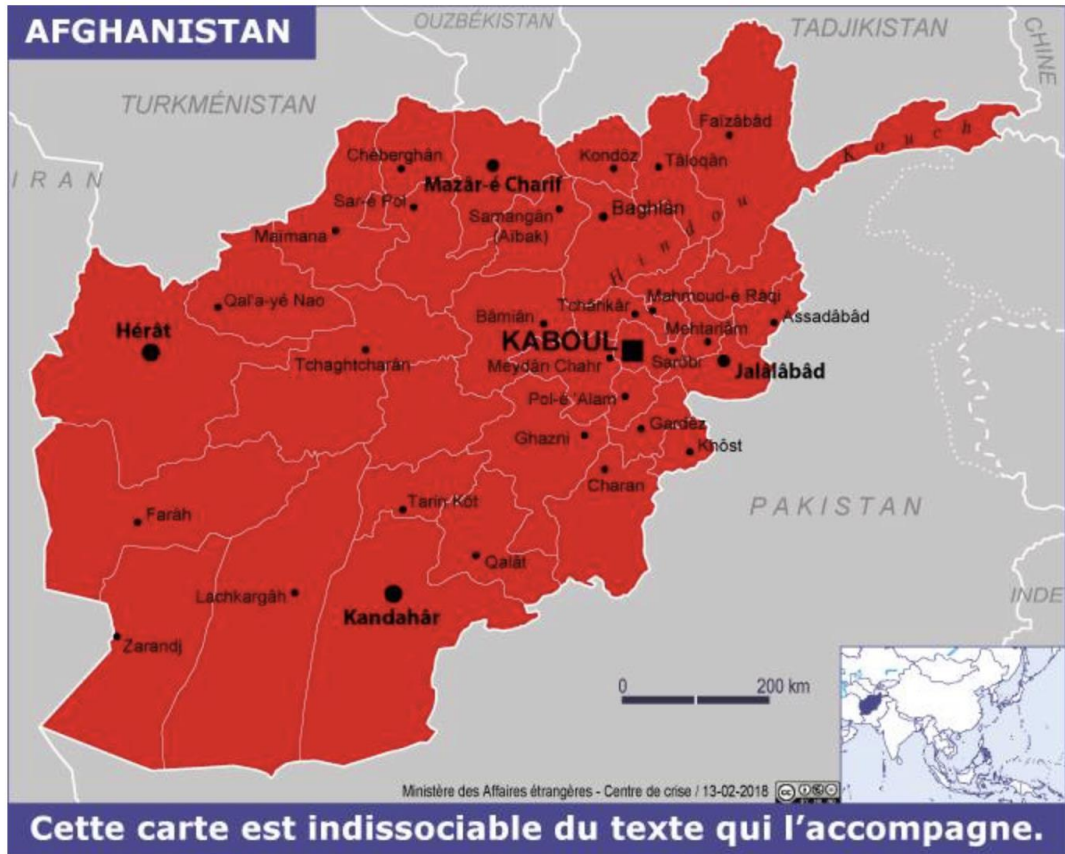 AFGHANISTAN
OUZBÉKISTAN
TADJIKISTAN
CHINE
TURKMÉNISTAN
IRAN
Faïzâbâd
Kouch
Chéberghân
Kondôz
Tâloqân
Mazâr-é Charîf
Sar-é Pol
Samangân
(Aïbak)
Baghlân
Maïmana
Hindou
Qal'a-yé Nao
Tchârikâr
Mahmoud-é Râqi
Bâmiân
Assadâbâd
Hérât
KABOUL
Mehtarlâm
Tchaghtcharân
Meydân Chahr
Sarobi
Jalâlâbâd
Pol-é 'Alam
Gardêz
Ghazni
Khôst
Charan
PAKISTAN
Farâh
Tarin Kôt
Qalât
Lachkargâh
Kandahâr
INDE
Zarandj
0 200 km
Ministère des Affaires étrangères - Centre de crise / 13-02-2018
Cette carte est indissociable du texte qui l'accompagne.